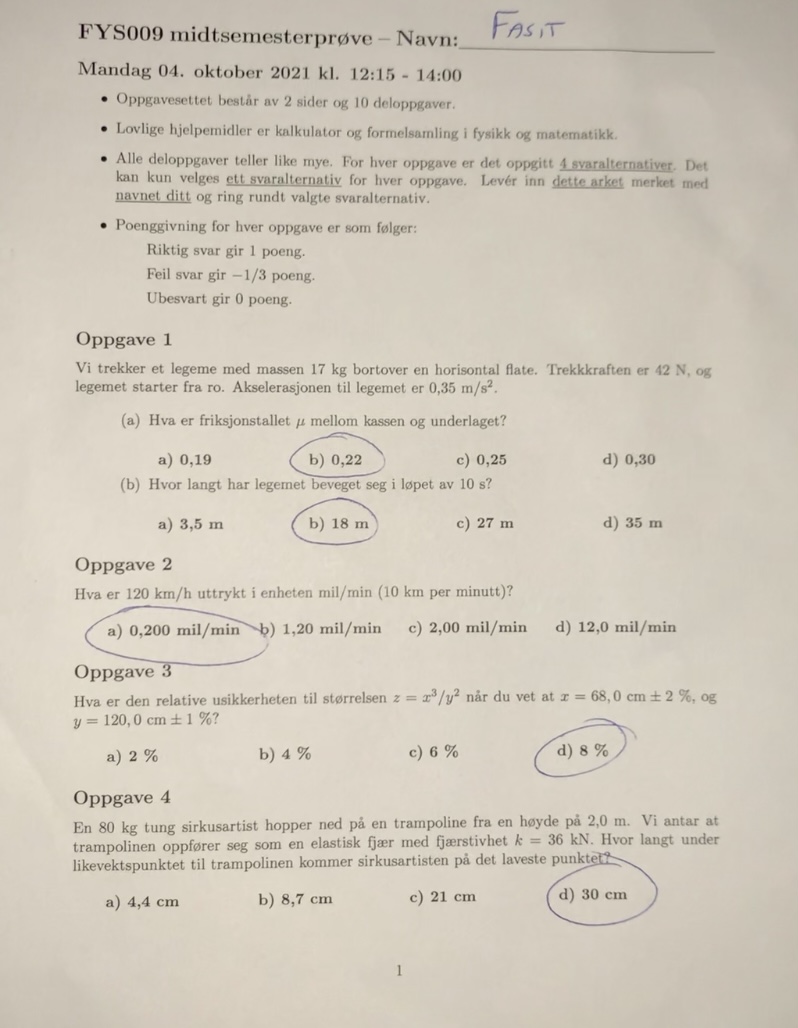 FYS009 midtsemesterprøve – Navn: FASIT
Mandag 04. oktober 2021 kl. 12:15 - 14:00
• Oppgavesettet består av 2 sider og 10 deloppgaver.
• Lovlige hjelpemidler er kalkulator og formelsamling i fysikk og matematikk.
• Alle deloppgaver teller like mye. For hver oppgave er det oppgitt 4 svaralternativer. Det
kan kun velges ett svaralternativ for hver oppgave. Levér inn dette arket merket med
navnet ditt og ring rundt valgte svaralternativ.
• Poenggivning for hver oppgave er som følger:
Riktig svar gir 1 poeng.
Feil svar gir −1/3 poeng.
Ubesvart gir 0 poeng.
Oppgave 1
Vi trekker et legeme med massen 17 kg bortover en horisontal flate. Trekkkraften er 42 N, og
legemet starter fra ro. Akselerasjonen til legemet er 0,35 m/s².
(a) Hva er friksjonstallet μ mellom kassen og underlaget?
a) 0,19 b) 0,22 c) 0,25 d) 0,30
(b) Hvor langt har legemet beveget seg i løpet av 10 s?
a) 3,5 m b) 18 m c) 27 m d) 35 m
Oppgave 2
Hva er 120 km/h uttrykt i enheten mil/min (10 km per minutt)?
a) 0,200 mil/min b) 1,20 mil/min c) 2,00 mil/min d) 12,0 mil/min
Oppgave 3
Hva er den relative usikkerheten til størrelsen z = x³/y² når du vet at x = 68,0 cm ± 2 %, og
y = 120,0 cm ± 1 %?
a) 2 % b) 4 % c) 6 % d) 8 %
Oppgave 4
En 80 kg tung sirkusartist hopper ned på en trampoline fra en høyde på 2,0 m. Vi antar at
trampolinen oppfører seg som en elastisk fjær med fjærstivhet k = 36 kN. Hvor langt under
likevektspunktet til trampolinen kommer sirkusartisten på det laveste punktet?
a) 4,4 cm b) 8,7 cm c) 21 cm d) 30 cm
1